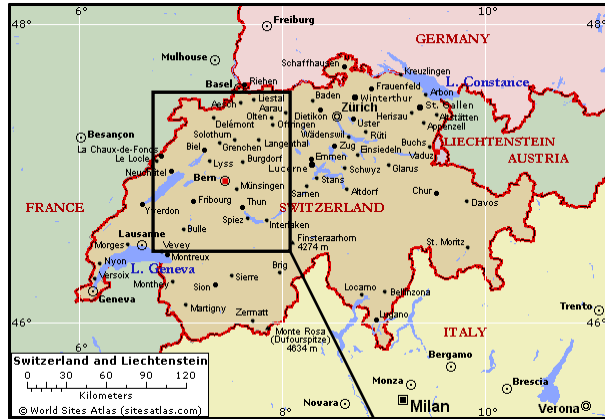 48°
6°
10°
48°
Freiburg
GERMANY
Mulhouse
Schaffhausen
Kreuzlingen
Basel
Riehen
Frauenfeld
L. Constance
Liestal
Baden
Winterthur
Arbon
Aesch
Aarau
Zürich
St. Gallen
Dietikon
Herisau
Altstätten
Delémont
Olten
Oftringen
Uster
Appenzell
Besançon
Solothurn
Wädenswil
Rüti
LIECHTENSTEIN
La Chaux-de-Fonds
Grenchen
Langenthal
Zug
Buchs
Biel
Emmen
Einsiedeln
Vaduz
AUSTRIA
Le Locle
Lyss
Burgdorf
Lucerne
Schwyz
Glarus
Neuchâtel
Bern
Münsingen
Stans
Sarnen
Altdorf
Chur
Davos
FRANCE
Yverdon
Fribourg
Thun
SWITZERLAND
Spiez
Interlaken
Lausanne
Bulle
Finsteraarhorn
4274 m
St. Moritz
Morges
Vevey
Montreux
Nyon
L. Geneva
Versoix
Monthey
Sion
Sierre
Brig
Locarno
Bellinzona
Geneva
Martigny
Zermatt
Lugano
Trento
46°
46°
Monte Rosa
(Dufourspitze)
4634 m
ITALY
Bergamo
Switzerland and Liechtenstein
0 30 60 90 120
Kilometers
© World Sites Atlas (sitesatlas.com)
8°
Novara
Monza
Milan
Brescia
10°
Verona